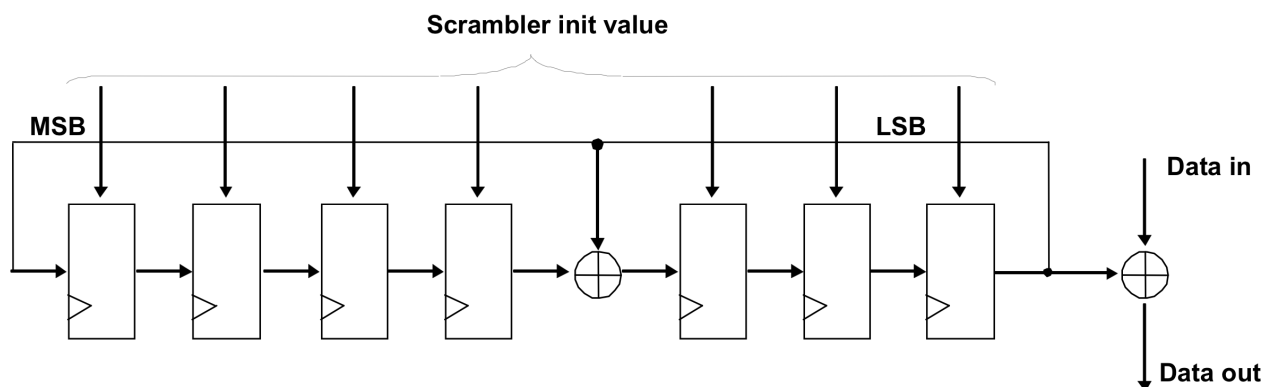 Scrambler init value
MSB
LSB
Data in
Data out